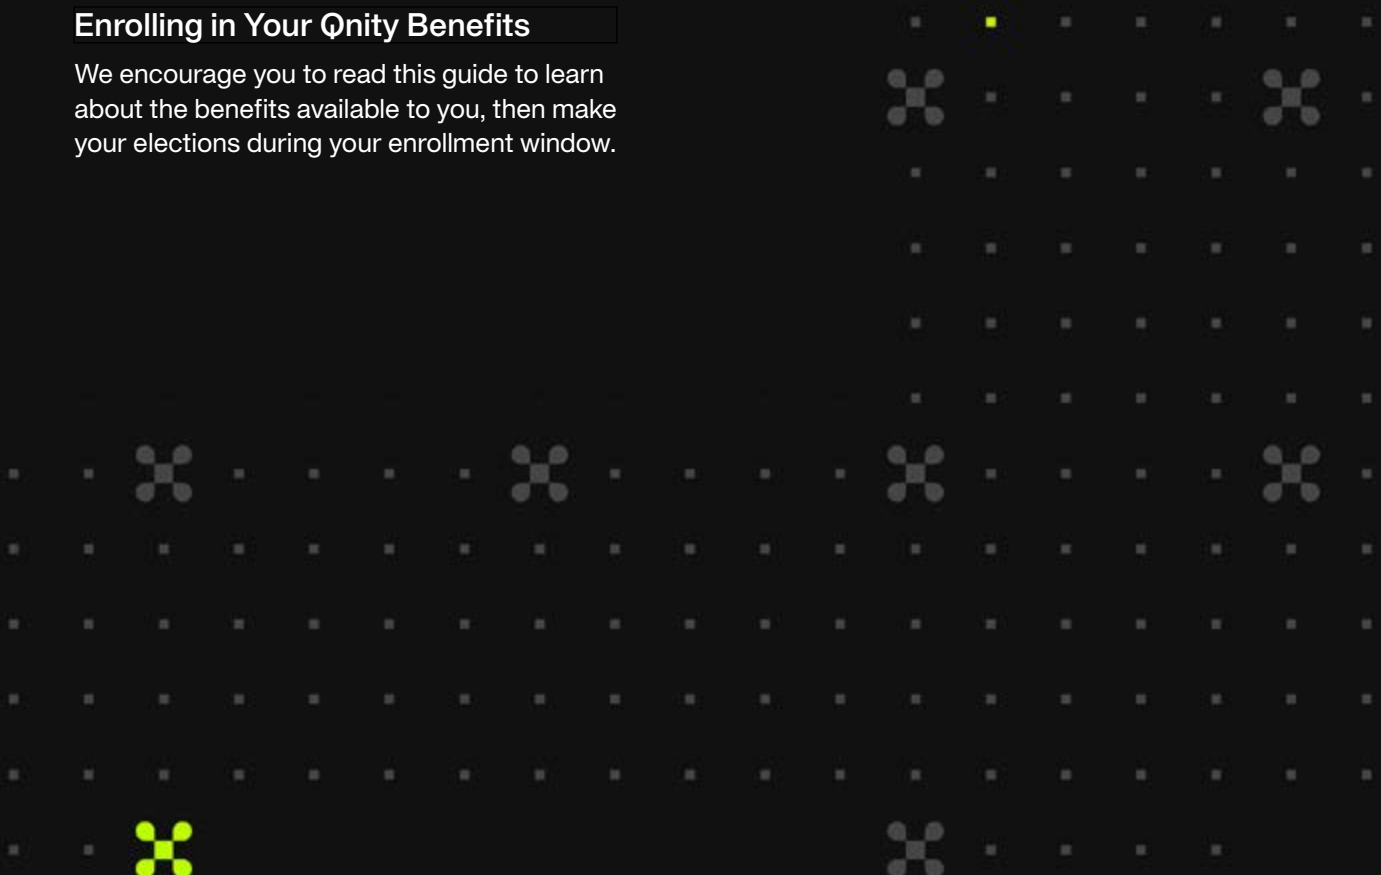 Enrolling in Your Qnity Benefits
We encourage you to read this guide to learn
about the benefits available to you, then make
your elections during your enrollment window.